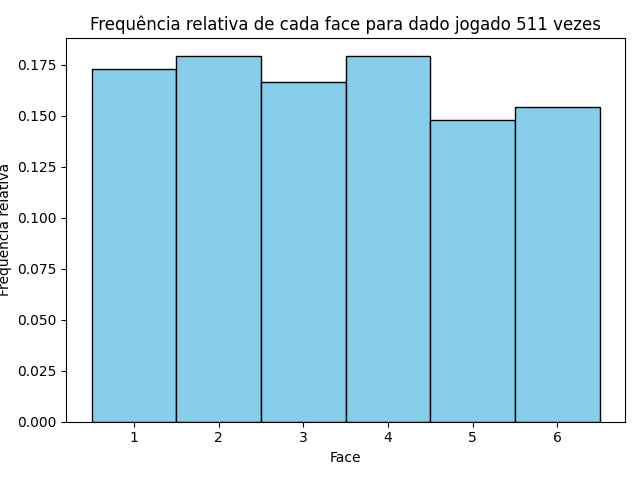 Frequência relativa de cada face para dado jogado 511 vezes
0.175
0.150
0.125
0.100
0.075
0.050
0.025
0.000
Frequência relativa
1 2 3 4 5 6
Face